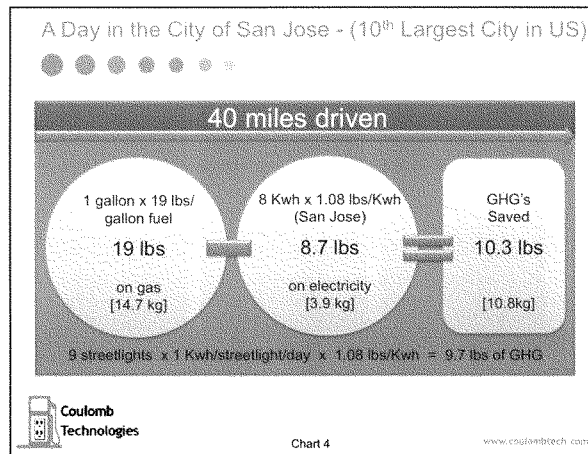 A Day in the City of San Jose - (10th Largest City in US)
40 miles driven
1 gallon x 19 lbs/
gallon fuel
19 lbs
on gas
[14.7 kg]
8 Kwh x 1.08 lbs/Kwh
(San Jose)
8.7 lbs
on electricity
[3.9 kg]
GHG's
Saved
10.3 lbs
[10.8kg]
9 streetlights x 1 Kwh/streetlight/day x 1.08 lbs/Kwh = 9.7 lbs of GHG
Coulomb
Technologies
Chart 4
www.coulombtech.com